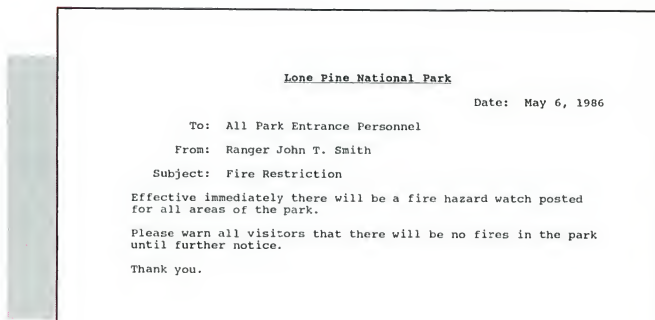 Lone Pine National Park
Date: May 6, 1986
To: All Park Entrance Personnel
From: Ranger John T. Smith
Subject: Fire Restriction
Effective immediately there will be a fire hazard watch posted
for all areas of the park.
Please warn all visitors that there will be no fires in the park
until further notice.
Thank you.